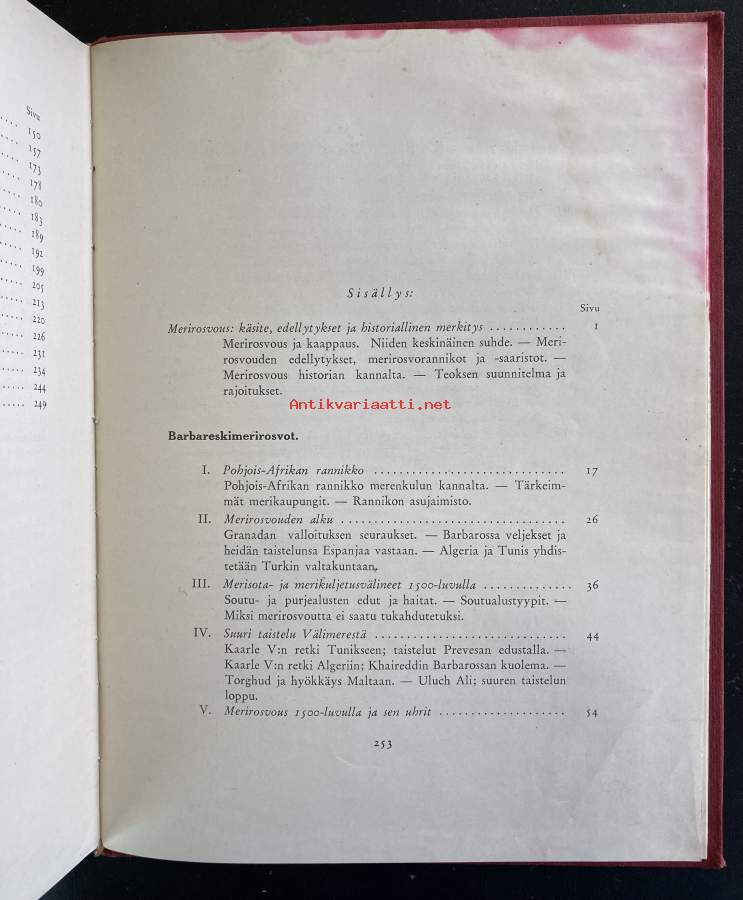 Sivu
150
157
173
178
180
183
189
192
199
205
213
220
226
231
234
244
249
Sisällys:
Sivu
Merirosvous: käsite, edellytykset ja historiallinen merkitys ............ 1
Merirosvous ja kaappaus. Niiden keskinäinen suhde. — Meri-
rosvouden edellytykset, merirosvorannikot ja -saaristot. —
Merirosvous historian kannalta. — Teoksen suunnitelma ja
rajoitukset.
Antikvariaatti.net
Barbareskimerirosvot.
I. Pohjois-Afrikan rannikko .............................. 17
Pohjois-Afrikan rannikko merenkulun kannalta. — Tärkeim-
mät merikaupungit. — Rannikon asujaimisto.
II. Merirosvouden alku .................................. 26
Granadan valloituksen seuraukset. — Barbarossa veljekset ja
heidän taistelunsa Espanjaa vastaan. — Algeria ja Tunis yhdis-
tetään Turkin valtakuntaan.
III. Merisota- ja merikuljetusvälineet 1500-luvulla .............. 36
Soutu- ja purjealusten edut ja haitat. — Soutualustyypit. —
Miksi merirosvoutta ei saatu tukahdutetuksi.
IV. Suuri taistelu Välimerestä .............................. 44
Kaarle V:n retki Tunikseen; taistelut Prevesan edustalla. —
Kaarle V:n retki Algeriin; Khaireddin Barbarossan kuolema. —
Torghud ja hyökkäys Maltaan. — Uluch Ali; suuren taistelun
loppu.
V. Merirosvous 1500-luvulla ja sen uhrit .................... 54
253